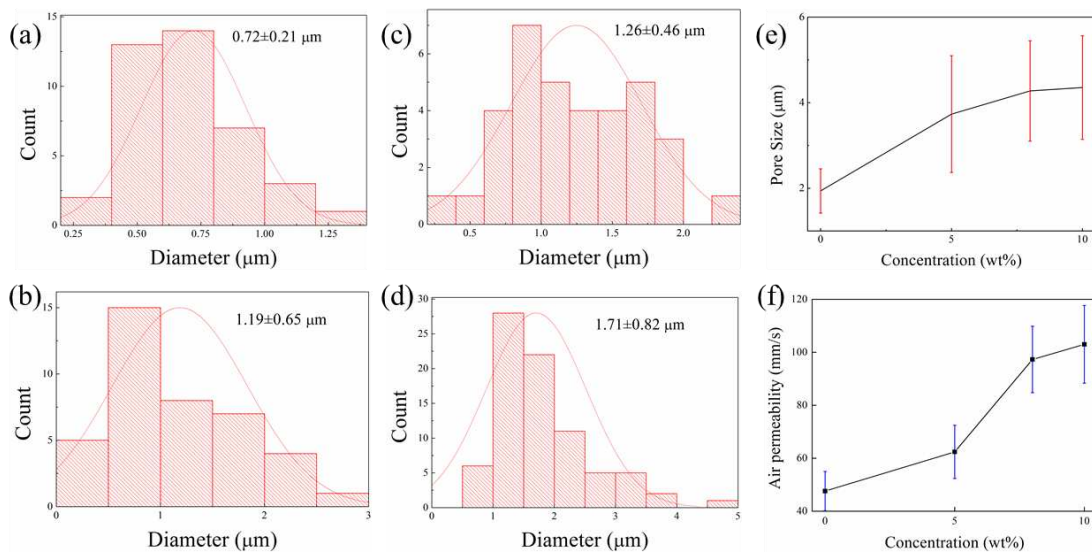 (a)
0.72±0.21 μm
15
10
5
0
Count
0.25
0.50
0.75
1.00
1.25
Diameter (μm)
(c)
1.26±0.46 μm
6
4
2
0
Count
0.5
1.0
1.5
2.0
Diameter (μm)
(e)
6
4
2
Pore Size (μm)
0
5
10
Concentration (wt%)
(b)
1.19±0.65 μm
15
10
5
0
Count
0
1
2
3
Diameter (μm)
(d)
1.71±0.82 μm
30
25
20
15
10
5
0
Count
0
1
2
3
4
5
Diameter (μm)
(f)
120
100
80
60
40
Air permeability (mm/s)
0
5
10
Concentration (wt%)